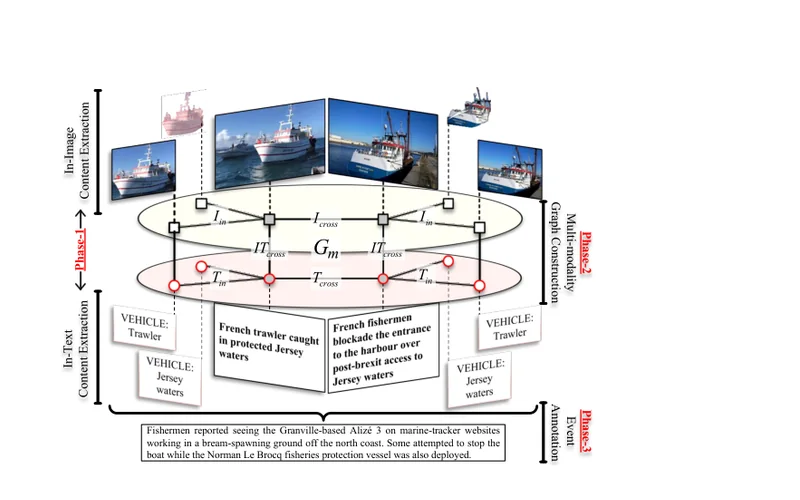 In-Image
Content Extraction
Phase-1
In-Text
Content Extraction
I_in
I_cross
I_in
IT_cross
G_m
IT_cross
T_in
T_cross
T_in
VEHICLE:
Trawler
VEHICLE:
Jersey
waters
French trawler caught
in protected Jersey
waters
French fishermen
blockade the entrance
to the harbour over
post-brexit access to
Jersey waters
VEHICLE:
Trawler
VEHICLE:
Jersey
waters
Phase-2
Multi-modality
Graph Construction
Phase-3
Event
Annotation
Fishermen reported seeing the Granville-based Alizé 3 on marine-tracker websites
working in a bream-spawning ground off the north coast. Some attempted to stop the
boat while the Norman Le Brocq fisheries protection vessel was also deployed.